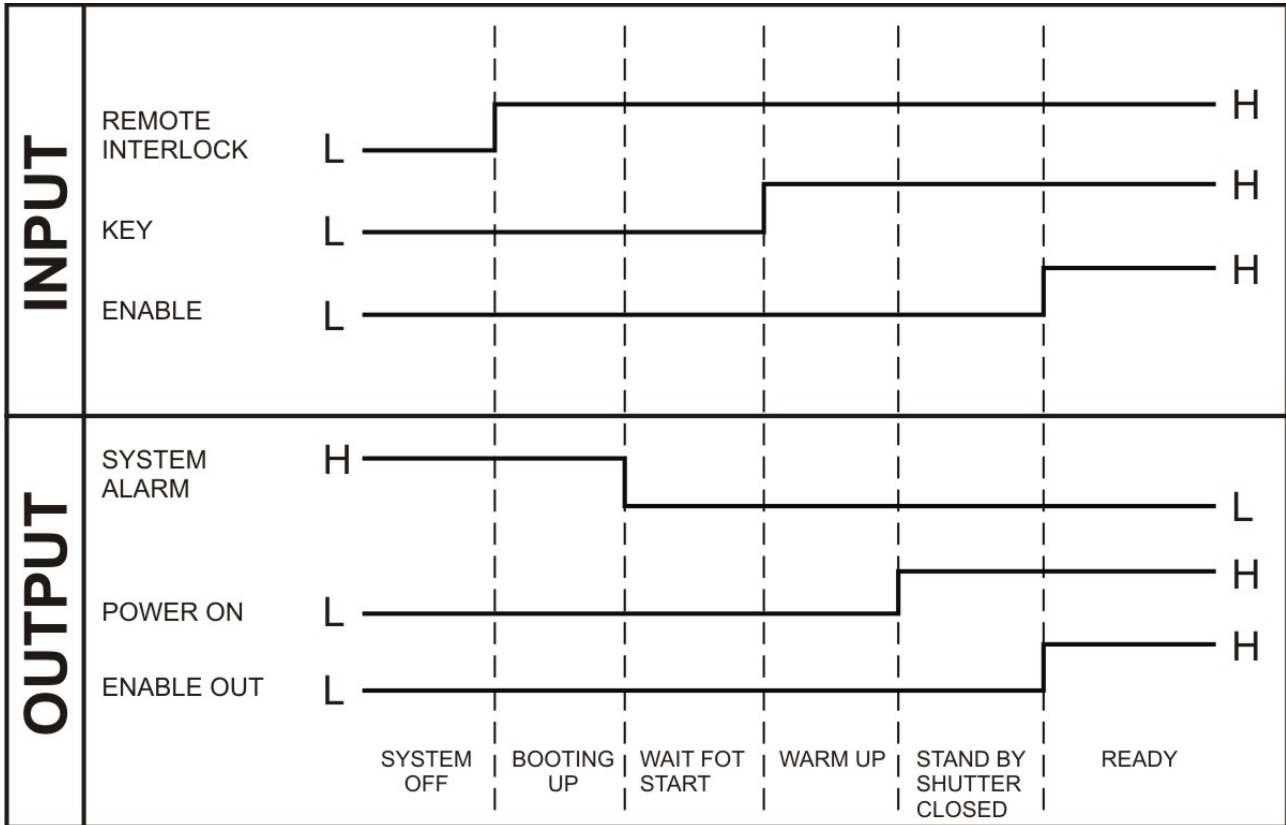 INPUT
REMOTE
INTERLOCK
L
H
KEY
L
H
ENABLE
L
H
OUTPUT
SYSTEM
ALARM
H
L
POWER ON
L
H
ENABLE OUT
L
H
SYSTEM
OFF
BOOTING
UP
WAIT FOT
START
WARM UP
STAND BY
SHUTTER
CLOSED
READY